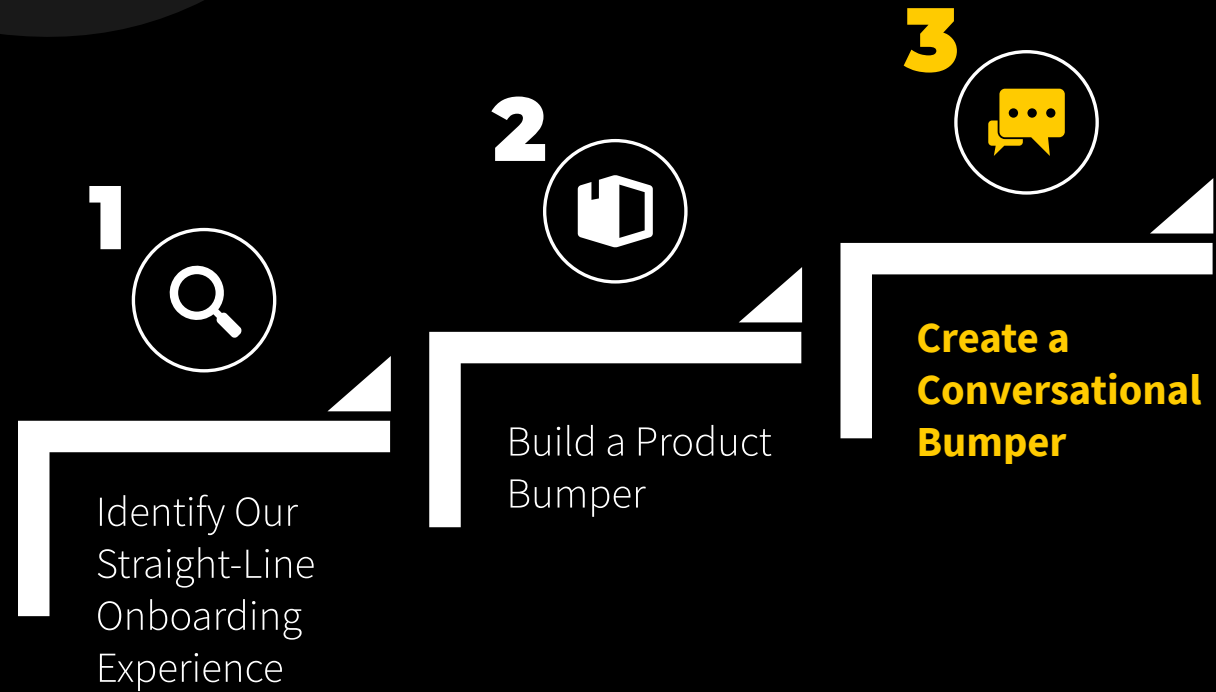 1
Identify Our
Straight-Line
Onboarding
Experience
2
Build a Product
Bumper
3
Create a
Conversational
Bumper